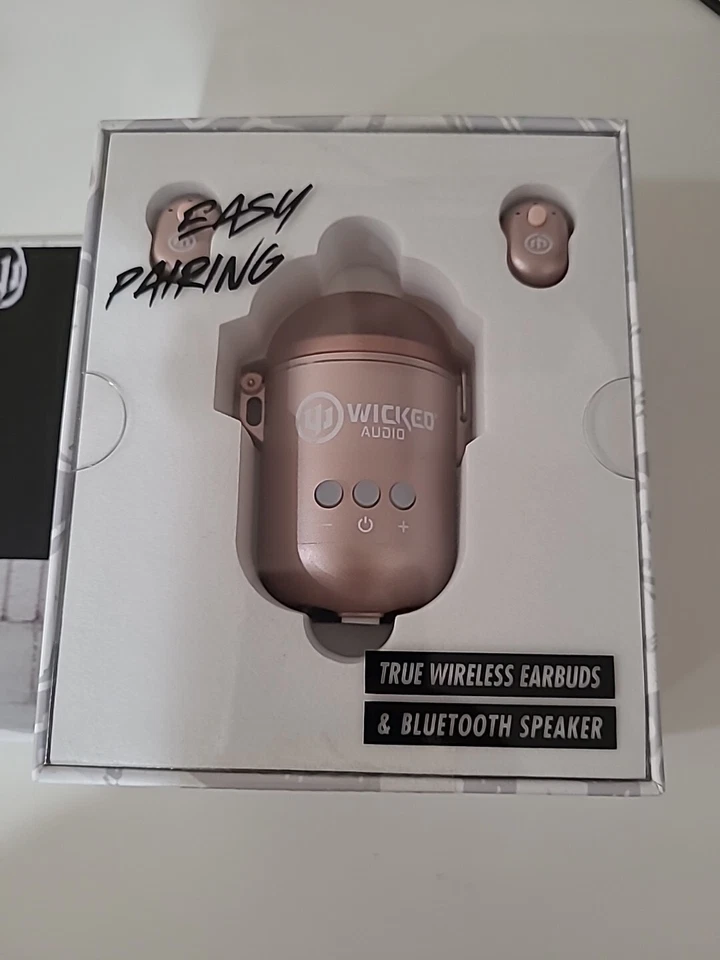 EASY
PAIRING
WICKED
AUDIO
− ⏻ +
TRUE WIRELESS EARBUDS
& BLUETOOTH SPEAKER